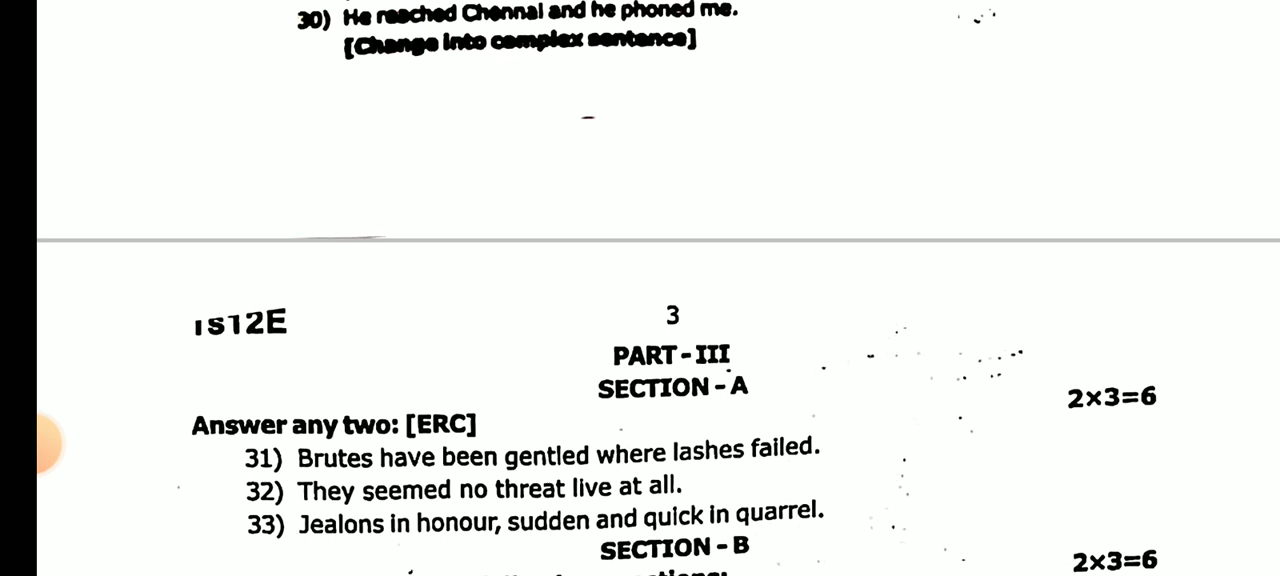 30) He reached Chennai and he phoned me.
[Change into complex sentence]
1S12E
3
PART - III
SECTION - A
2×3=6
Answer any two: [ERC]
31) Brutes have been gentled where lashes failed.
32) They seemed no threat live at all.
33) Jealons in honour, sudden and quick in quarrel.
SECTION - B
2×3=6